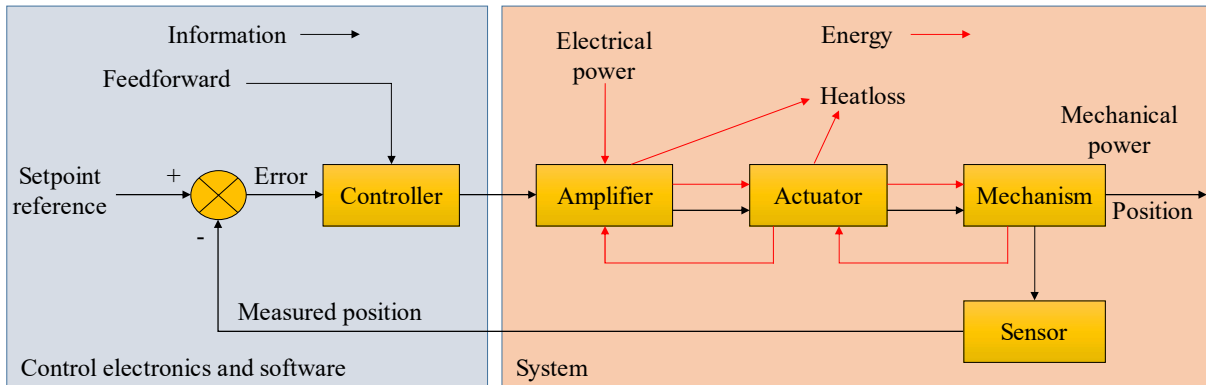 Information
Feedforward
Setpoint
reference
+
-
Error
Controller
Measured position
Control electronics and software
Electrical
power
Energy
Heatloss
Mechanical
power
Amplifier
Actuator
Mechanism
Position
Sensor
System